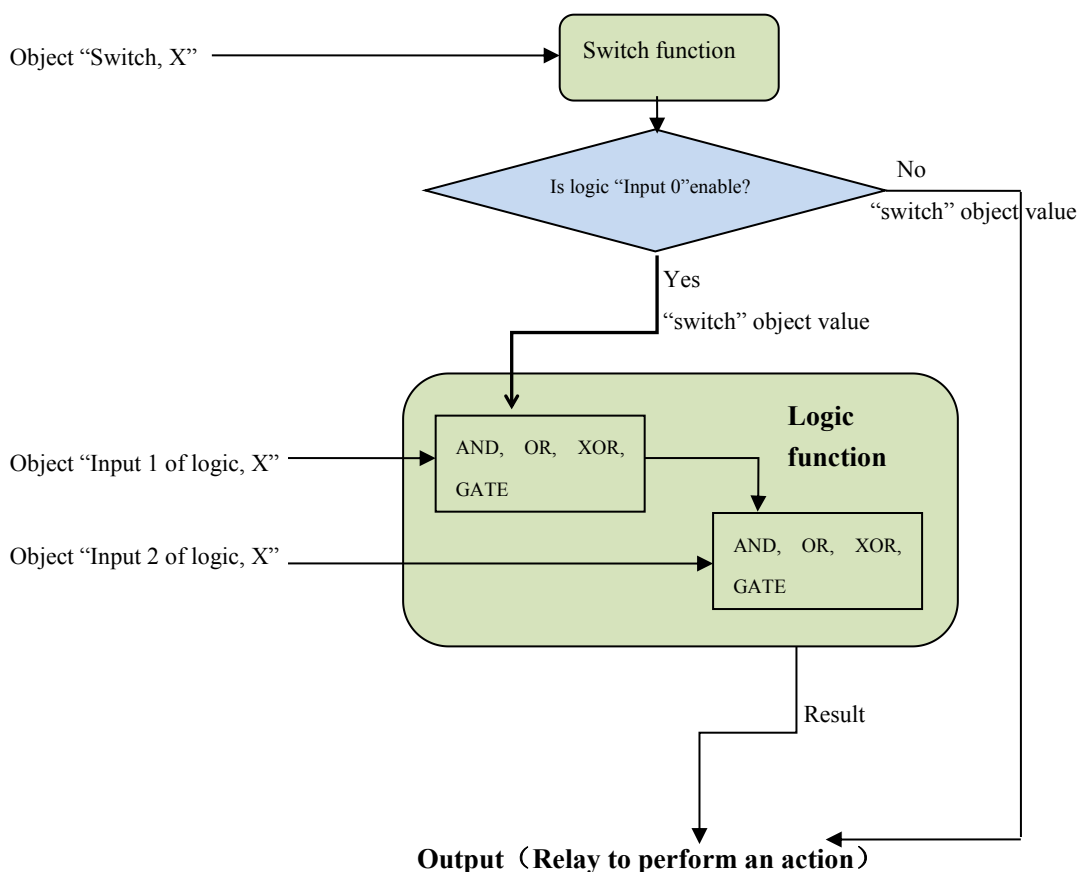 Object “Switch, X”
Switch function
Is logic “Input 0”enable?
No
“switch” object value
Yes
“switch” object value
Logic
function
AND, OR, XOR,
GATE
Object “Input 1 of logic, X”
AND, OR, XOR,
GATE
Object “Input 2 of logic, X”
Result
Output（Relay to perform an action）